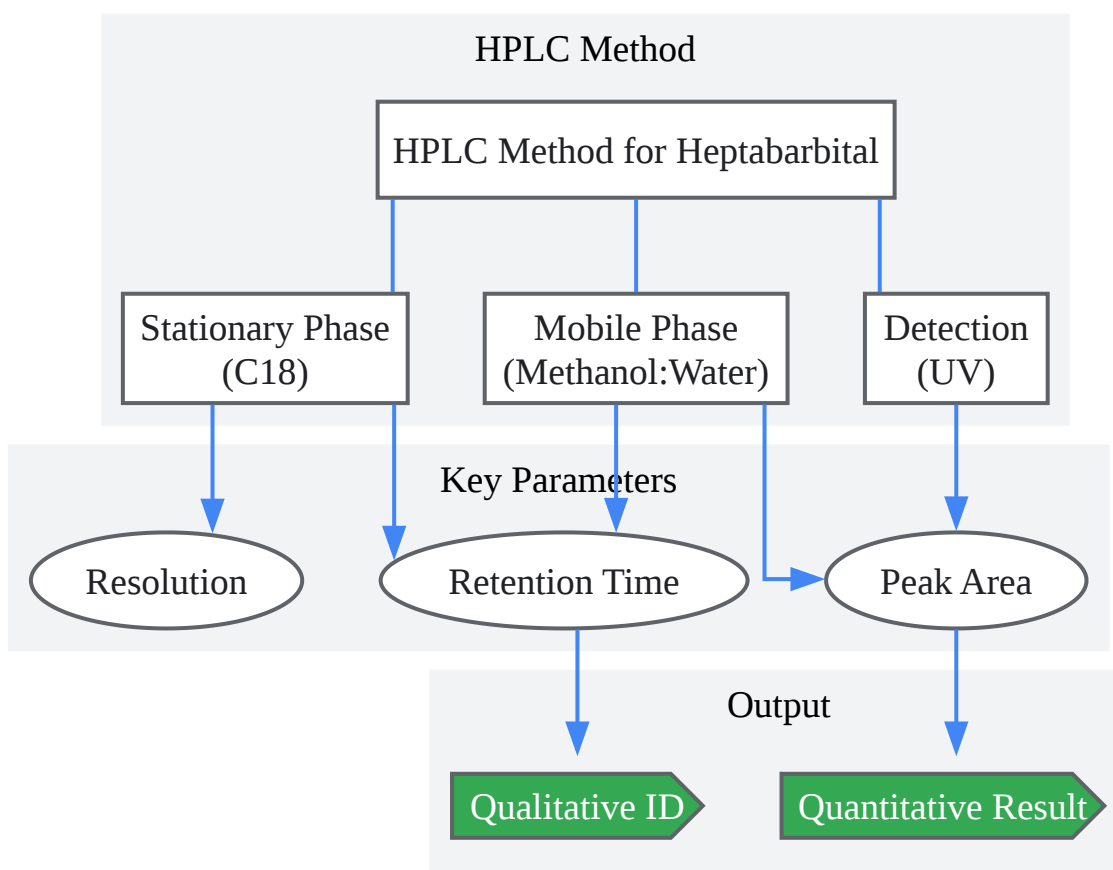 HPLC Method
HPLC Method for Heptabarbital
Stationary Phase
(C18)
Mobile Phase
(Methanol:Water)
Detection
(UV)
Key Parameters
Resolution
Retention Time
Peak Area
Output
Qualitative ID
Quantitative Result